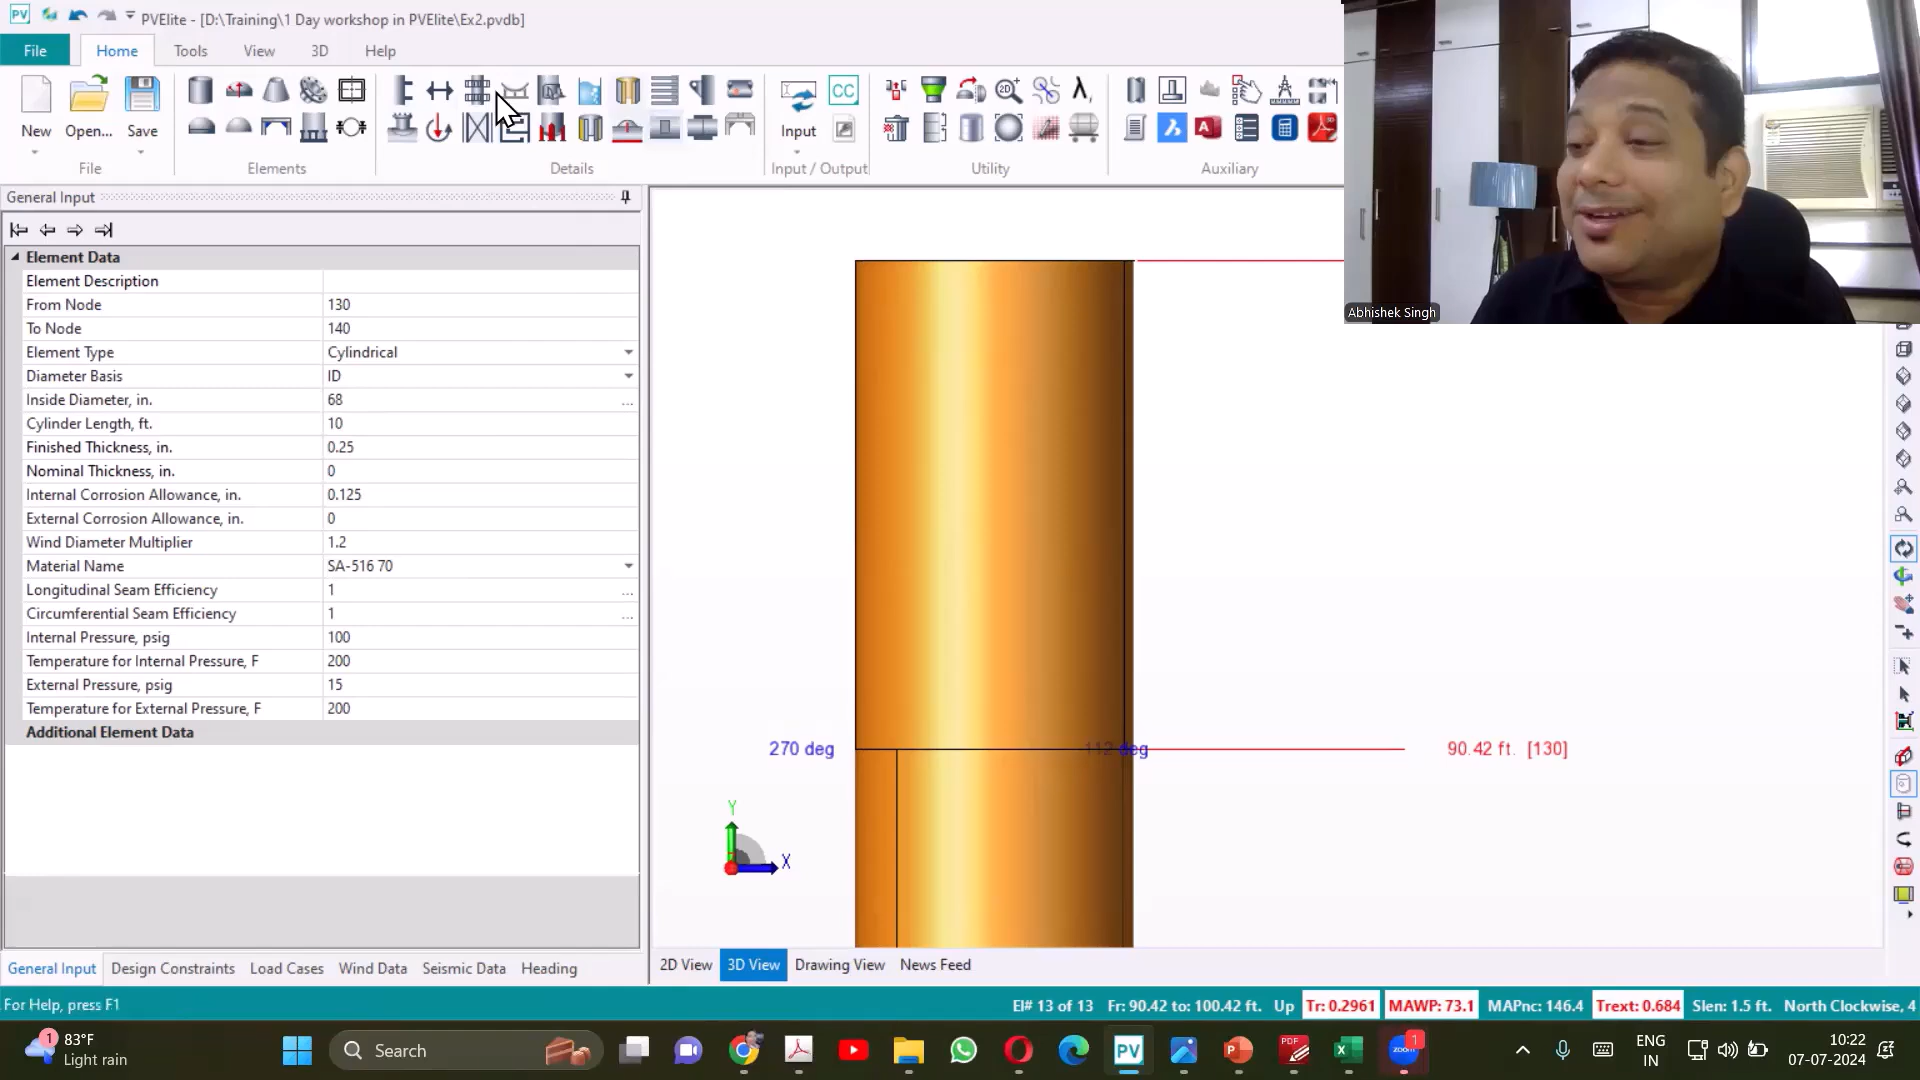 PVElite - [D:\Training\1 Day workshop in PVElite\Ex2.pvdb]
File Home Tools View 3D Help
New Open... Save Input
CC
File Elements Details Input / Output Utility Auxiliary
General Input
Element Data
Element Description
From Node 130
To Node 140
Element Type Cylindrical
Diameter Basis ID
Inside Diameter, in. 68 ...
Cylinder Length, ft. 10
Finished Thickness, in. 0.25
Nominal Thickness, in. 0
Internal Corrosion Allowance, in. 0.125
External Corrosion Allowance, in. 0
Wind Diameter Multiplier 1.2
Material Name SA-516 70
Longitudinal Seam Efficiency 1 ...
Circumferential Seam Efficiency 1 ...
Internal Pressure, psig 100
Temperature for Internal Pressure, F 200
External Pressure, psig 15
Temperature for External Pressure, F 200
Additional Element Data
Abhishek Singh
270 deg 112 deg 90.42 ft. [130]
Y
X
General Input Design Constraints Load Cases Wind Data Seismic Data Heading
2D View 3D View Drawing View News Feed
For Help, press F1
El# 13 of 13 Fr: 90.42 to: 100.42 ft. Up Tr: 0.2961 MAWP: 73.1 MAPnc: 146.4 Trext: 0.684 Slen: 1.5 ft. North Clockwise, 4
1 83°F
Light rain
Search
PV
PDF
zoom 1
ENG
IN
10:22
07-07-2024